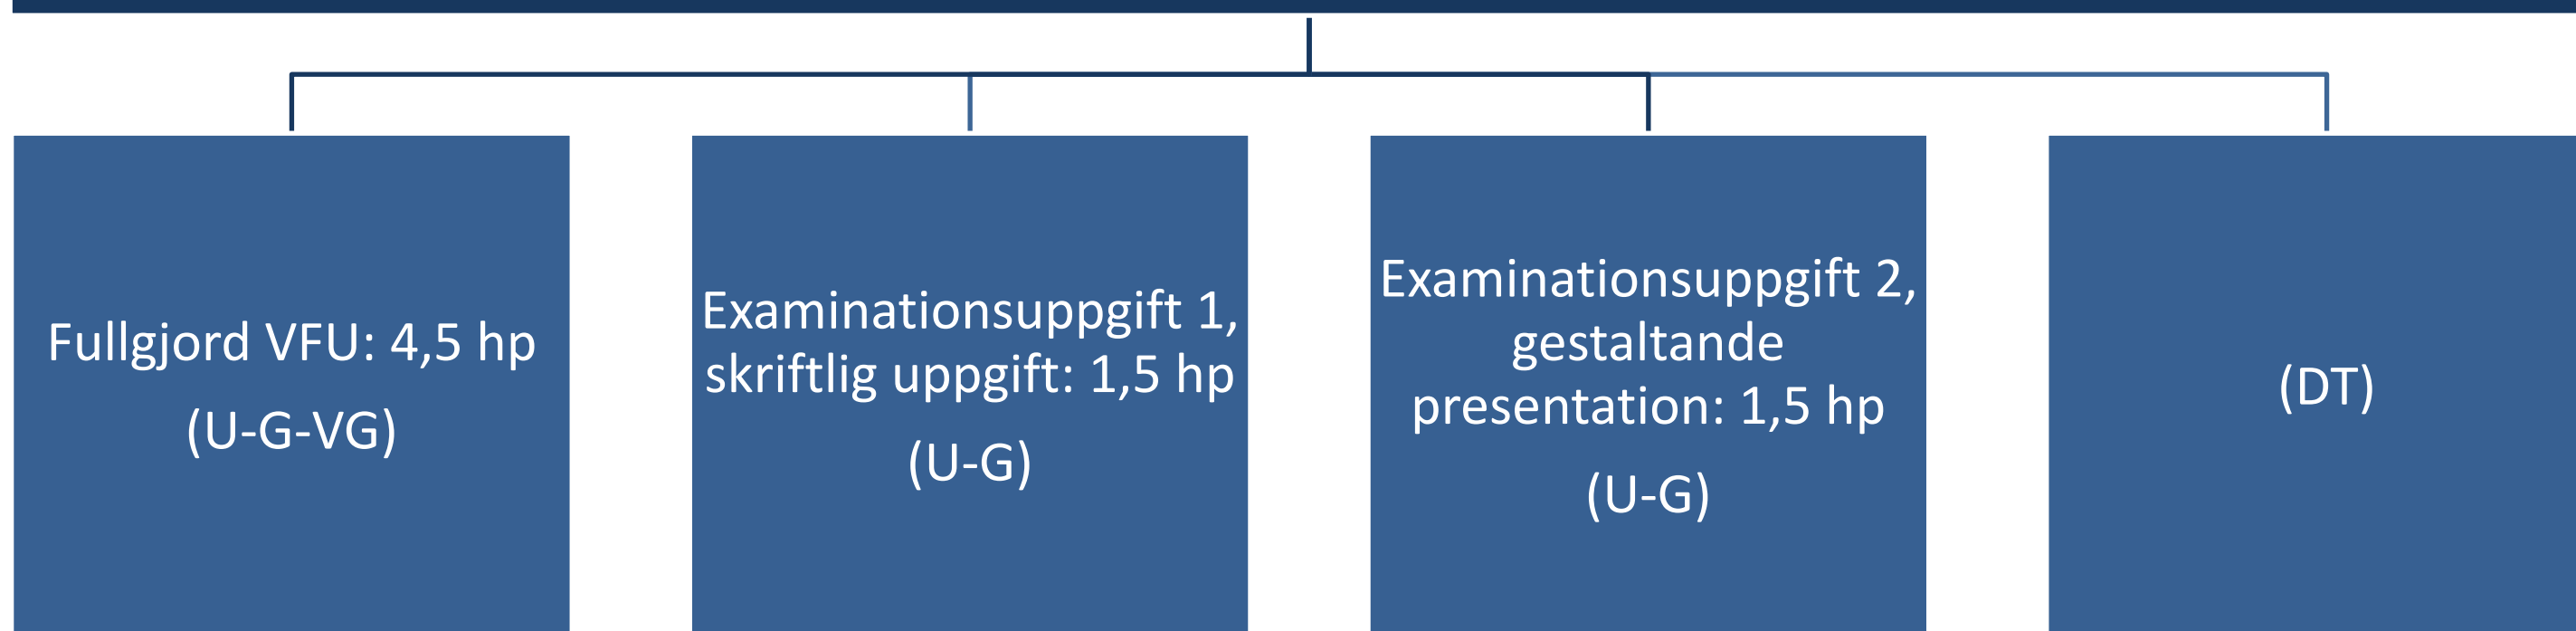 Fullgjord VFU: 4,5 hp
(U-G-VG)
Examinationsuppgift 1,
skriftlig uppgift: 1,5 hp
(U-G)
Examinationsuppgift 2,
gestaltande
presentation: 1,5 hp
(U-G)
(DT)